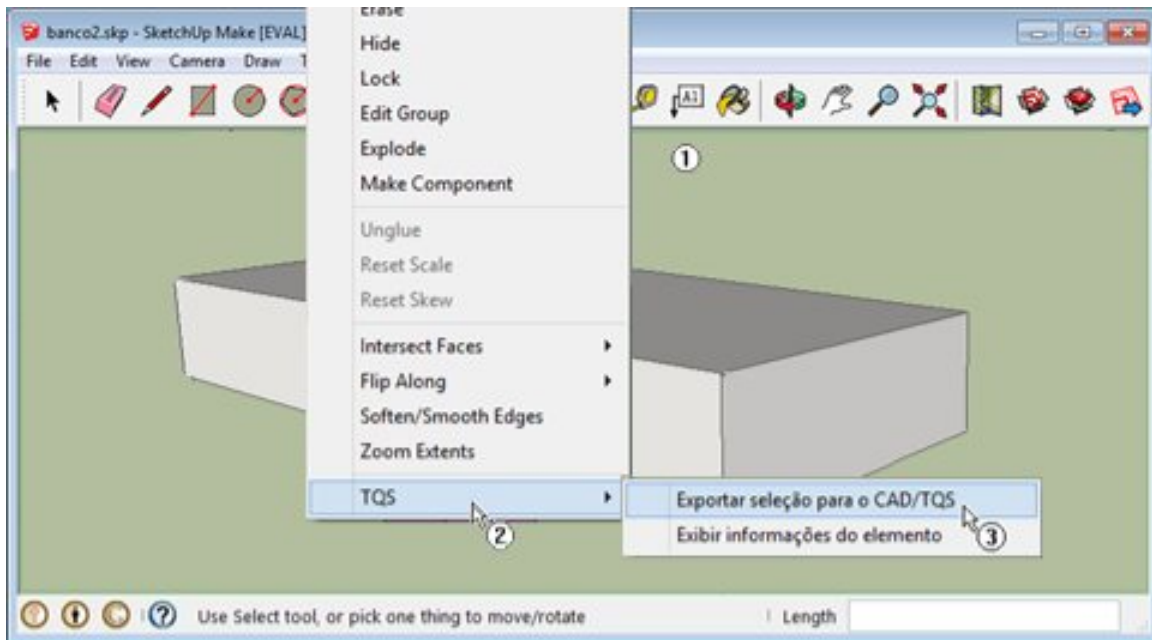 banco2.skp - SketchUp Make [EVAL]
File Edit View Camera Draw T
A1
Erase
Hide
Lock
Edit Group
Explode
Make Component
Unglue
Reset Scale
Reset Skew
Intersect Faces
Flip Along
Soften/Smooth Edges
Zoom Extents
TQS
Exportar seleção para o CAD/TQS
Exibir informações do elemento
1
2
3
Use Select tool, or pick one thing to move/rotate
Length